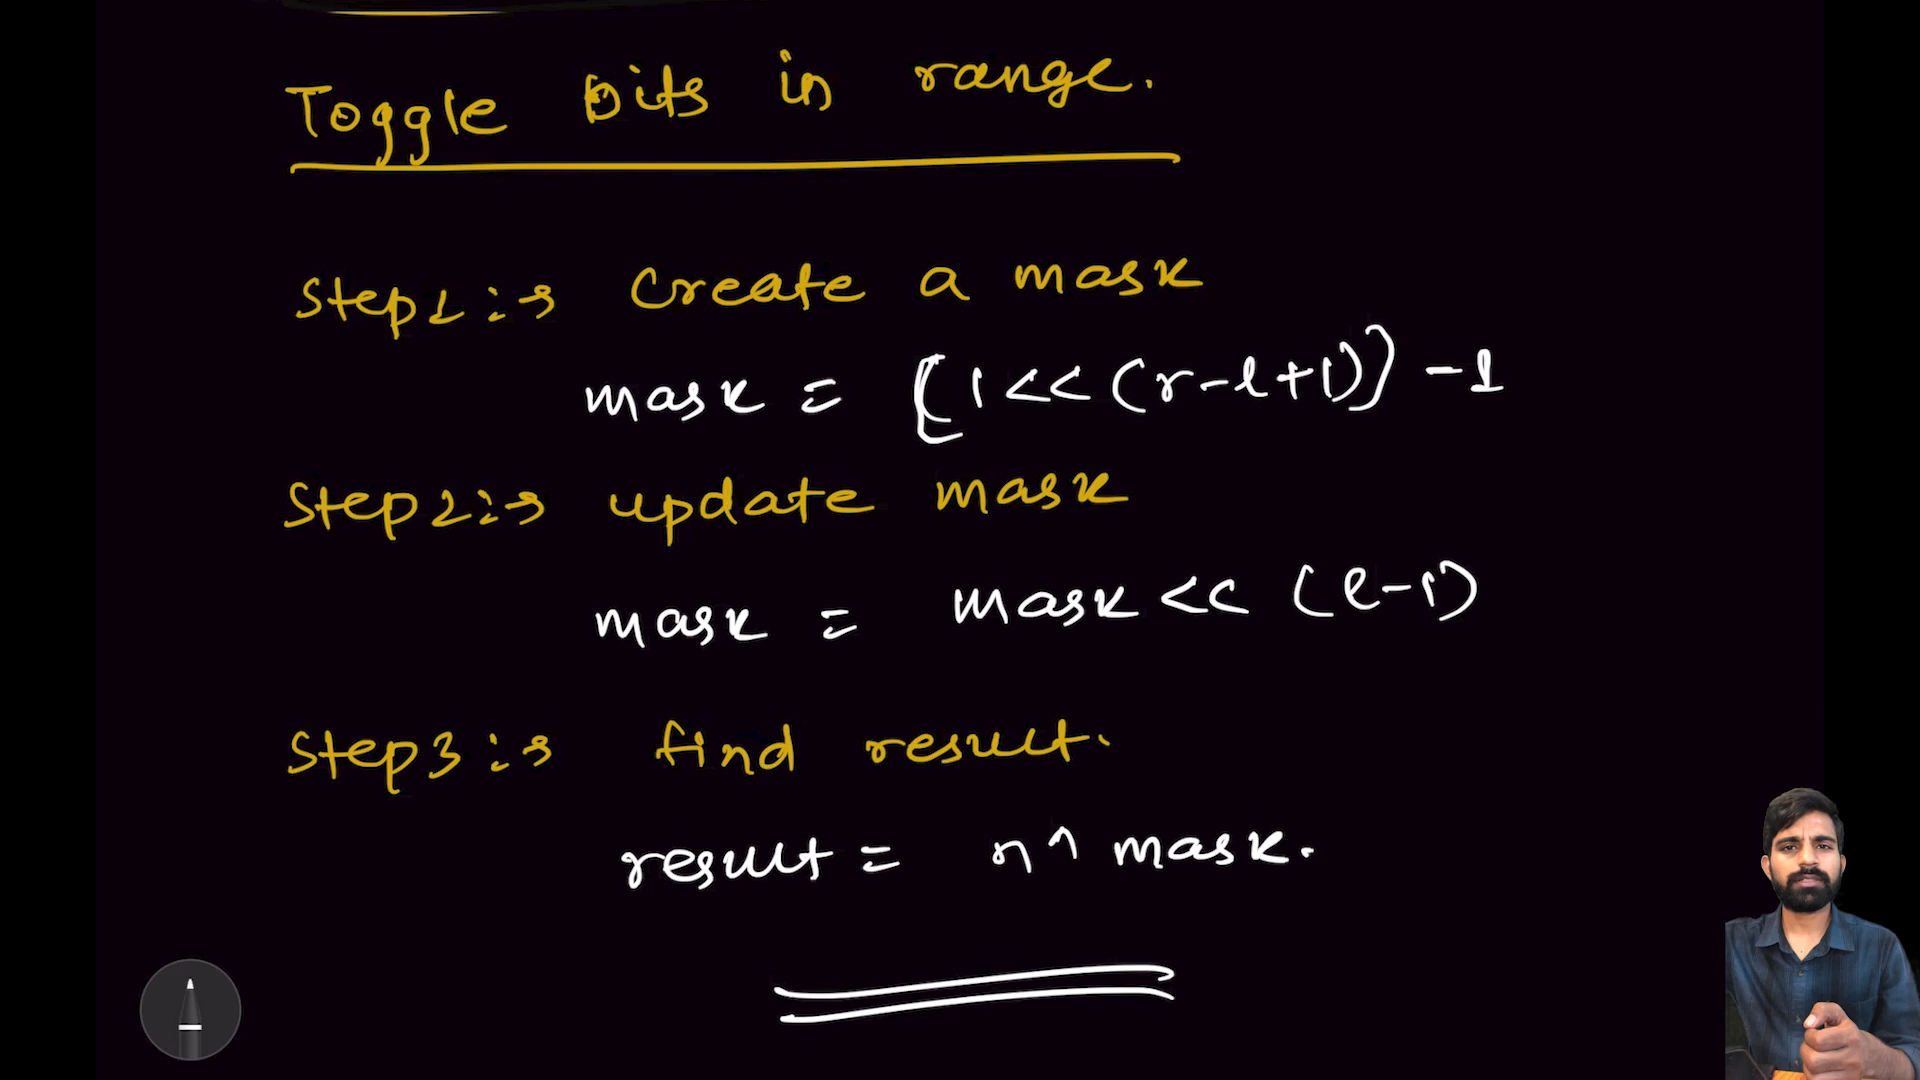 Toggle bits in range.
Step1:→ Create a mask
mask = [1<<(r-l+1)] -1
Step2:→ update mask
mask = mask << (l-1)
Step3:→ find result.
result = n^ mask.